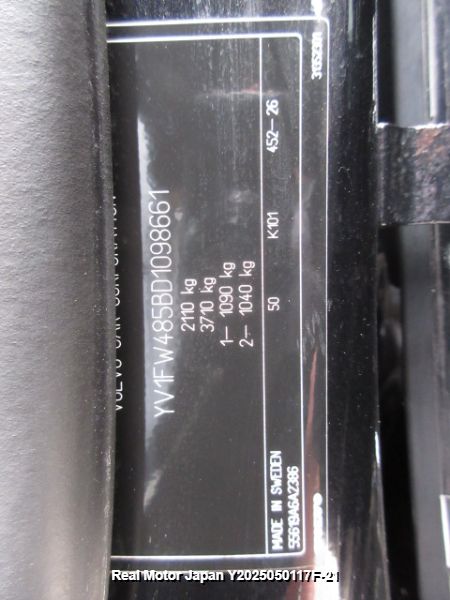 VOLVO CAR CORPORATION
YV1FW485BD1098661
2110 kg
3710 kg
1– 1090 kg
2– 1040 kg
50 K101 452–26
MADE IN SWEDEN
55619A6A2386
Real Motor Japan Y2025050117F-21